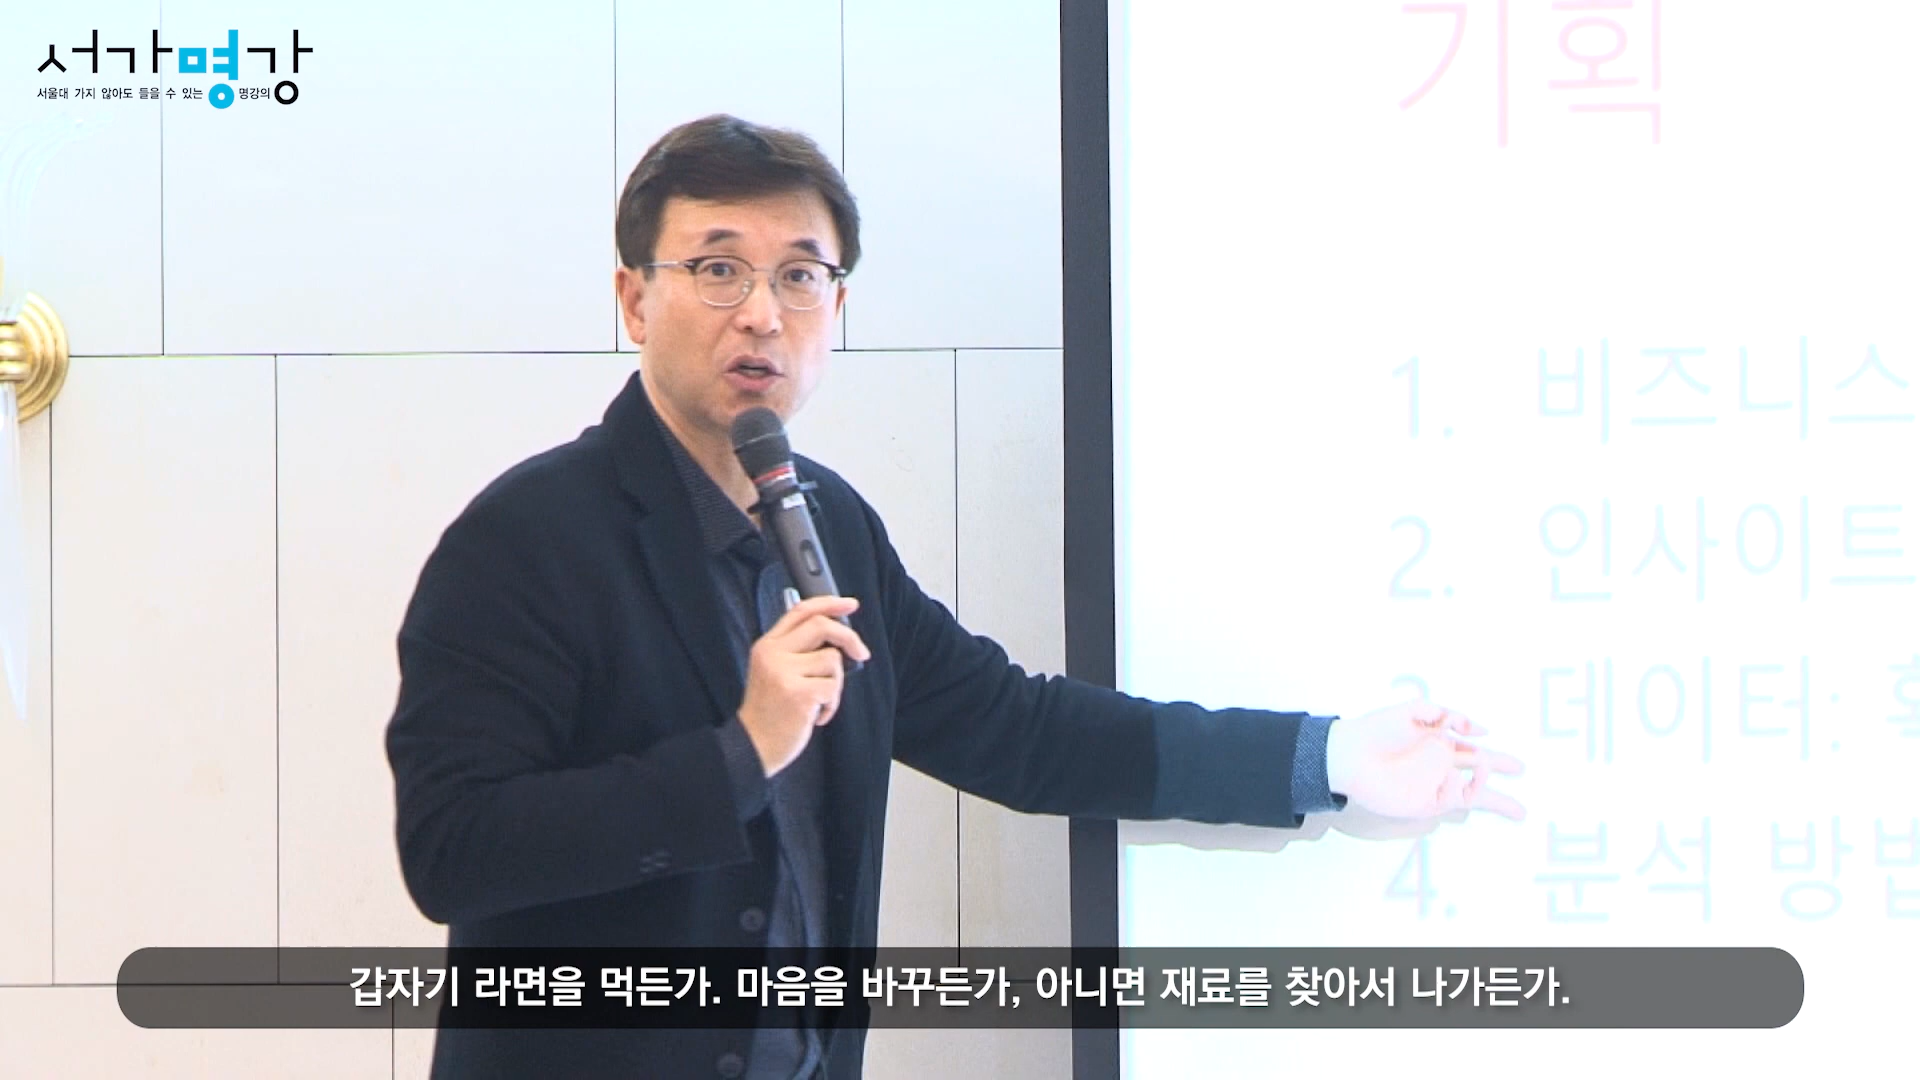 서가명강
서울대 가지 않아도 들을 수 있는 명강의
기획
1. 비즈니스
2. 인사이트
3. 데이터:
4. 분석 방법
갑자기 라면을 먹든가. 마음을 바꾸든가, 아니면 재료를 찾아서 나가든가.